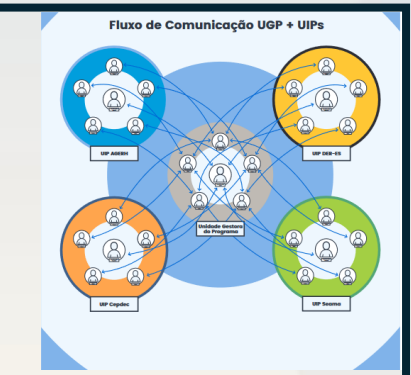 Fluxo de Comunicação UGP + UIPs
UIP AGERH
UIP DER-ES
Unidade Gestora
do Programa
UIP Cepdec
UIP Seama